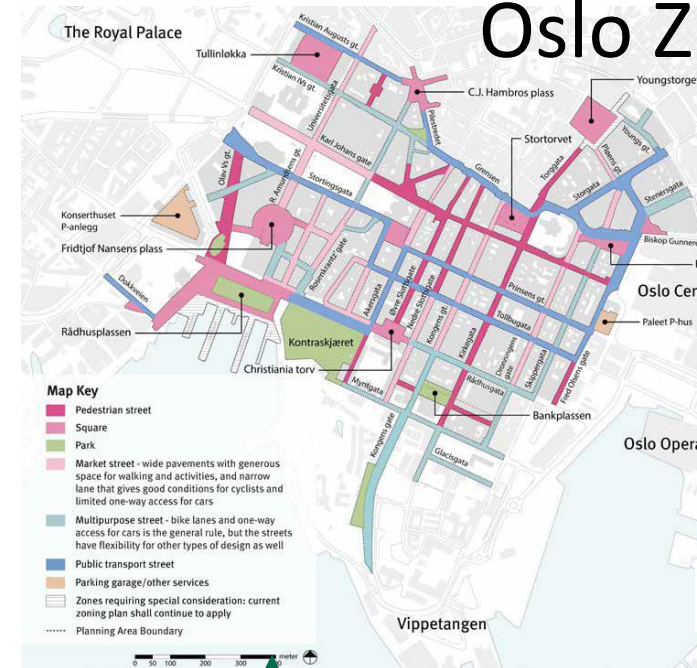 Oslo Z
The Royal Palace
Kristian Augusts gt.
Tullinløkka
Kristian IVs gt.
Universitetsgata
C.J. Hambros plass
Pilestredet
Youngstorge
Stortorvet
Youngs gt.
Pløens gt.
Karl Johans gate
Grensen
Torggata
Storgata
Stenersgata
Olav Vs gt.
R. Amundsens gt.
Stortingsgata
Konserthuset
P-anlegg
Fridtjof Nansens plass
Rosenkrantz' gate
Biskop Gunneru
Dokkveien
Akersgata
Øvre Slottsgate
Nedre Slottsgate
Prinsens gt.
Oslo Cen
Rådhusplassen
Kontraskjæret
Kongens gt.
Tollbugata
Paleet P-hus
Kirkegata
Dronningens
gate
Skippergata
Fred Olsens gate
Christiania torv
Myntgata
Rådhusgata
Bankplassen
Kongens gate
Glacisgata
Oslo Opera
Map Key
Pedestrian street
Square
Park
Market street - wide pavements with generous
space for walking and activities, and narrow
lane that gives good conditions for cyclists and
limited one-way access for cars
Multipurpose street - bike lanes and one-way
access for cars is the general rule, but the streets
have flexibility for other types of design as well
Public transport street
Parking garage/other services
Zones requiring special consideration: current
zoning plan shall continue to apply
Planning Area Boundary
Vippetangen
meter
0 50 100 200 300